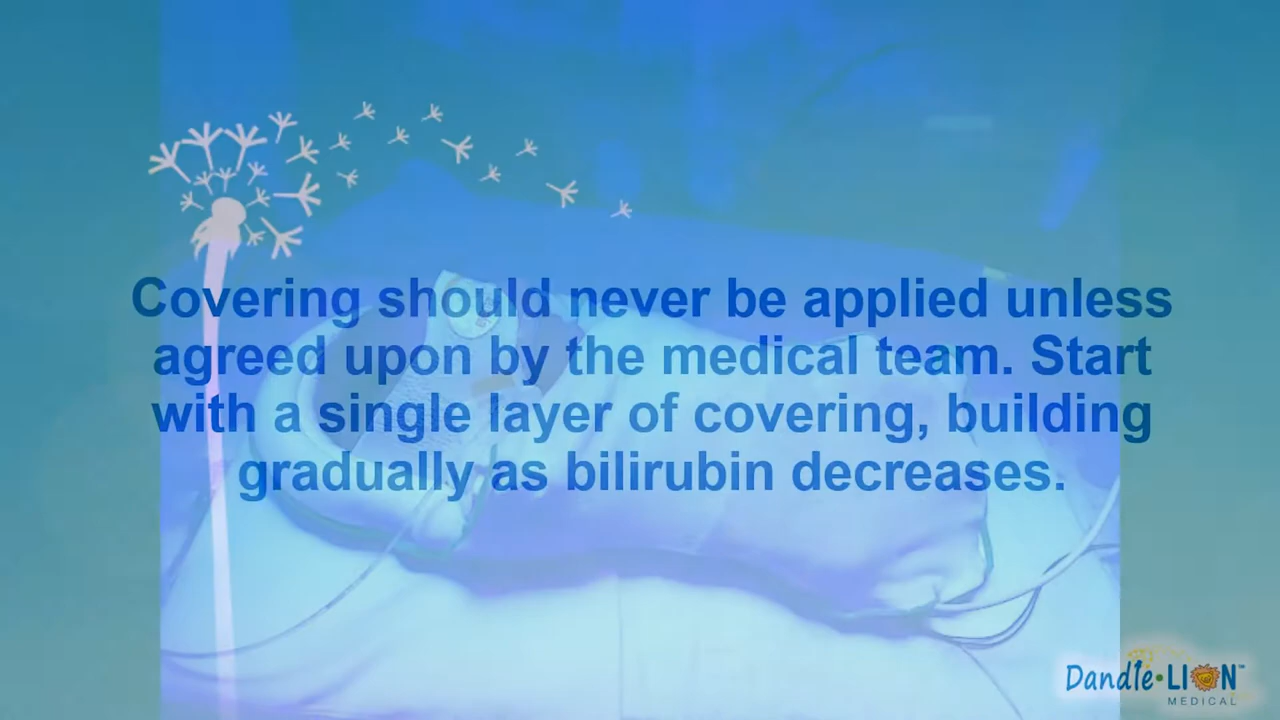 Covering should never be applied unless
agreed upon by the medical team. Start
with a single layer of covering, building
gradually as bilirubin decreases.
Dandle•LION™
MEDICAL